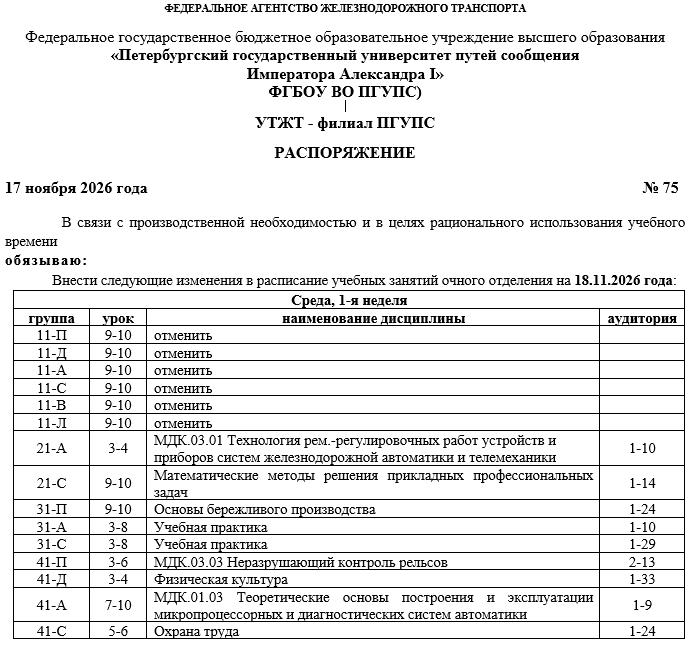 ФЕДЕРАЛЬНОЕ АГЕНТСТВО ЖЕЛЕЗНОДОРОЖНОГО ТРАНСПОРТА
Федеральное государственное бюджетное образовательное учреждение высшего образования
«Петербургский государственный университет путей сообщения
Императора Александра I»
ФГБОУ ВО ПГУПС)
УТЖТ - филиал ПГУПС
РАСПОРЯЖЕНИЕ
17 ноября 2026 года № 75
В связи с производственной необходимостью и в целях рационального использования учебного
времени
обязываю:
Внести следующие изменения в расписание учебных занятий очного отделения на 18.11.2026 года:
Среда, 1-я неделя
группа урок наименование дисциплины аудитория
11-П 9-10 отменить
11-Д 9-10 отменить
11-А 9-10 отменить
11-С 9-10 отменить
11-В 9-10 отменить
11-Л 9-10 отменить
21-А 3-4 МДК.03.01 Технология рем.-регулировочных работ устройств и
приборов систем железнодорожной автоматики и телемеханики 1-10
21-С 9-10 Математические методы решения прикладных профессиональных
задач 1-14
31-П 9-10 Основы бережливого производства 1-24
31-А 3-8 Учебная практика 1-10
31-С 3-8 Учебная практика 1-29
41-П 3-6 МДК.03.03 Неразрушающий контроль рельсов 2-13
41-Д 3-4 Физическая культура 1-33
41-А 7-10 МДК.01.03 Теоретические основы построения и эксплуатации
микропроцессорных и диагностических систем автоматики 1-9
41-С 5-6 Охрана труда 1-24